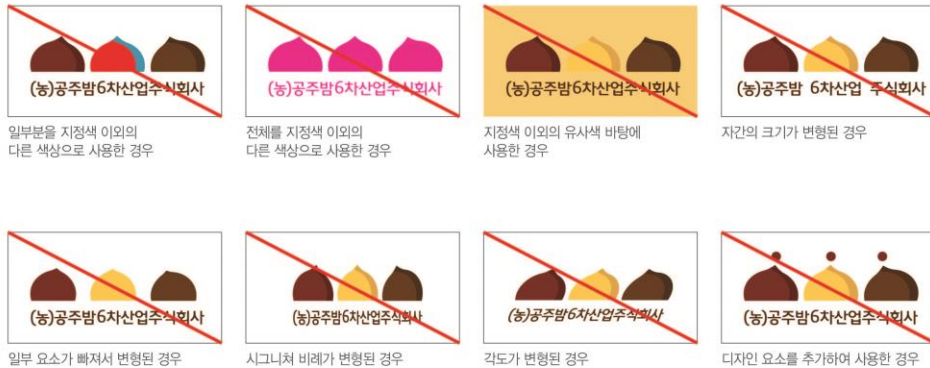 (농)공주밤6차산업주식회사
(농)공주밤6차산업주식회사
(농)공주밤6차산업주식회사
(농)공주밤 6차산업 주식회사
일부분을 지정색 이외의
다른 색상으로 사용한 경우
전체를 지정색 이외의
다른 색상으로 사용한 경우
지정색 이외의 유사색 바탕에
사용한 경우
자간의 크기가 변형된 경우
(농)공주밤6차산업주식회사
(농)공주밤6차산업주식회사
(농)공주밤6차산업주식회사
(농)공주밤6차산업주식회사
일부 요소가 빠져서 변형된 경우
시그니쳐 비례가 변형된 경우
각도가 변형된 경우
디자인 요소를 추가하여 사용한 경우